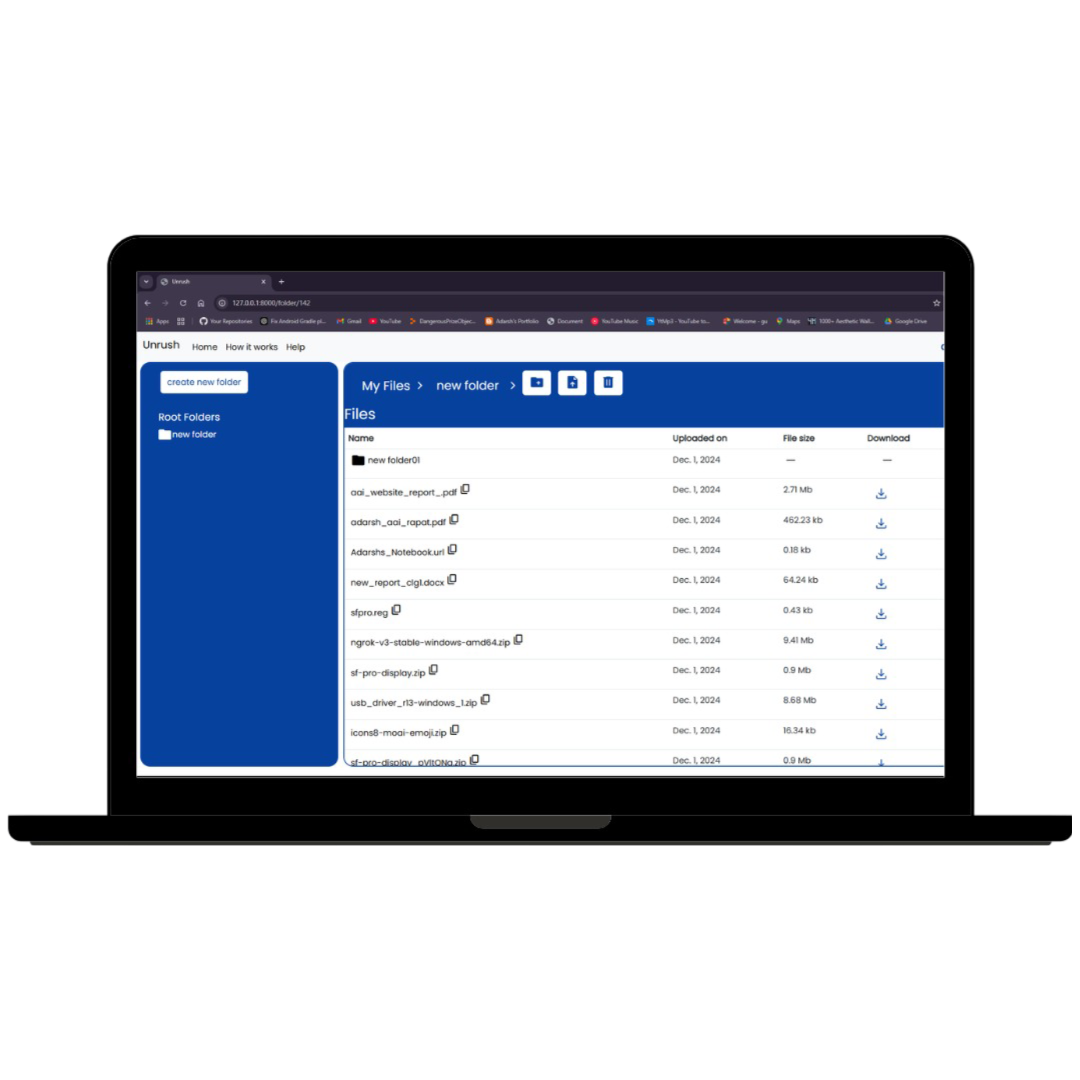 Unrush
127.0.0.1:8000/folder/142
Apps Your Repositories Fix Android Gradle pl... Gmail YouTube DangerousPrizeObjec... Adarsh's Portfolio Document YouTube Music YtMp3 - YouTube to... Welcome - gu Maps 1000+ Aesthetic Wall... Google Drive
Unrush Home How it works Help
create new folder
Root Folders
new folder
My Files > new folder >
Files
Name Uploaded on File size Download
new folder01 Dec. 1, 2024 — —
aai_website_report_.pdf Dec. 1, 2024 2.71 Mb
adarsh_aai_rapat.pdf Dec. 1, 2024 462.23 kb
Adarshs_Notebook.url Dec. 1, 2024 0.18 kb
new_report_clg1.docx Dec. 1, 2024 64.24 kb
sfpro.reg Dec. 1, 2024 0.43 kb
ngrok-v3-stable-windows-amd64.zip Dec. 1, 2024 9.41 Mb
sf-pro-display.zip Dec. 1, 2024 0.9 Mb
usb_driver_r13-windows_1.zip Dec. 1, 2024 8.68 Mb
icons8-moai-emoji.zip Dec. 1, 2024 16.34 kb
Dec. 1, 2024 0.9 Mb